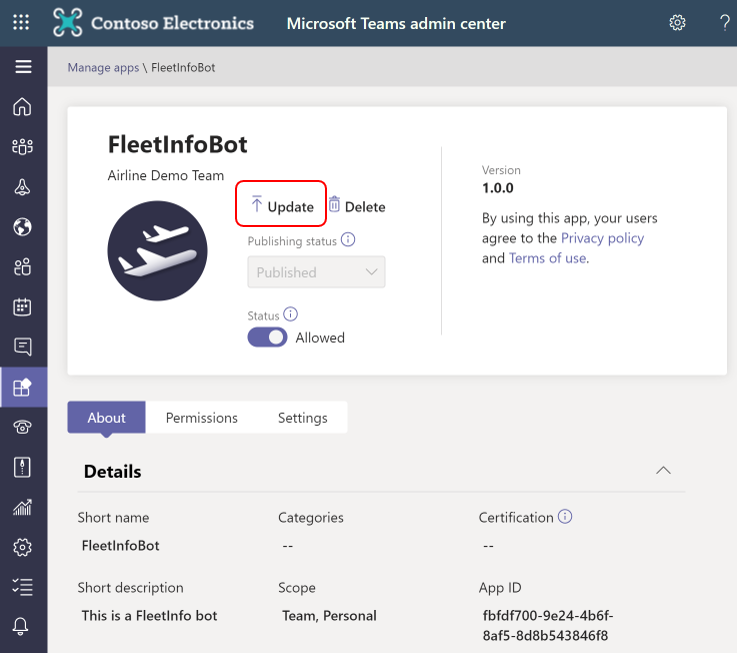 Contoso Electronics
Microsoft Teams admin center
?
Manage apps \ FleetInfoBot
FleetInfoBot
Airline Demo Team
Update
Delete
Publishing status
Published
Status
Allowed
Version
1.0.0
By using this app, your users
agree to the Privacy policy
and Terms of use.
About
Permissions
Settings
Details
Short name
Categories
Certification
FleetInfoBot
--
--
Short description
Scope
App ID
This is a FleetInfo bot
Team, Personal
fbfdf700-9e24-4b6f-
8af5-8d8b543846f8